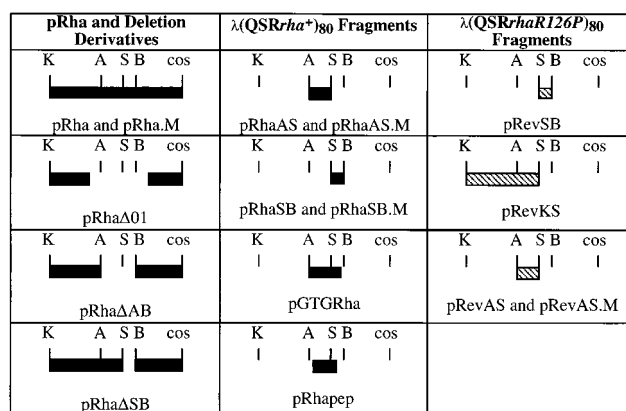 pRha and Deletion Derivatives
λ(QSRrha+)80 Fragments
λ(QSRrhaR126P)80 Fragments
K A S B cos
K A S B cos
K A S B cos
pRha and pRha.M
pRhaAS and pRhaAS.M
pRevSB
K A S B cos
K A S B cos
K A S B cos
pRhaΔ01
pRhaSB and pRhaSB.M
pRevKS
K A S B cos
K A S B cos
K A S B cos
pRhaΔAB
pGTGRha
pRevAS and pRevAS.M
K A S B cos
K A S B cos
pRhaΔSB
pRhapep